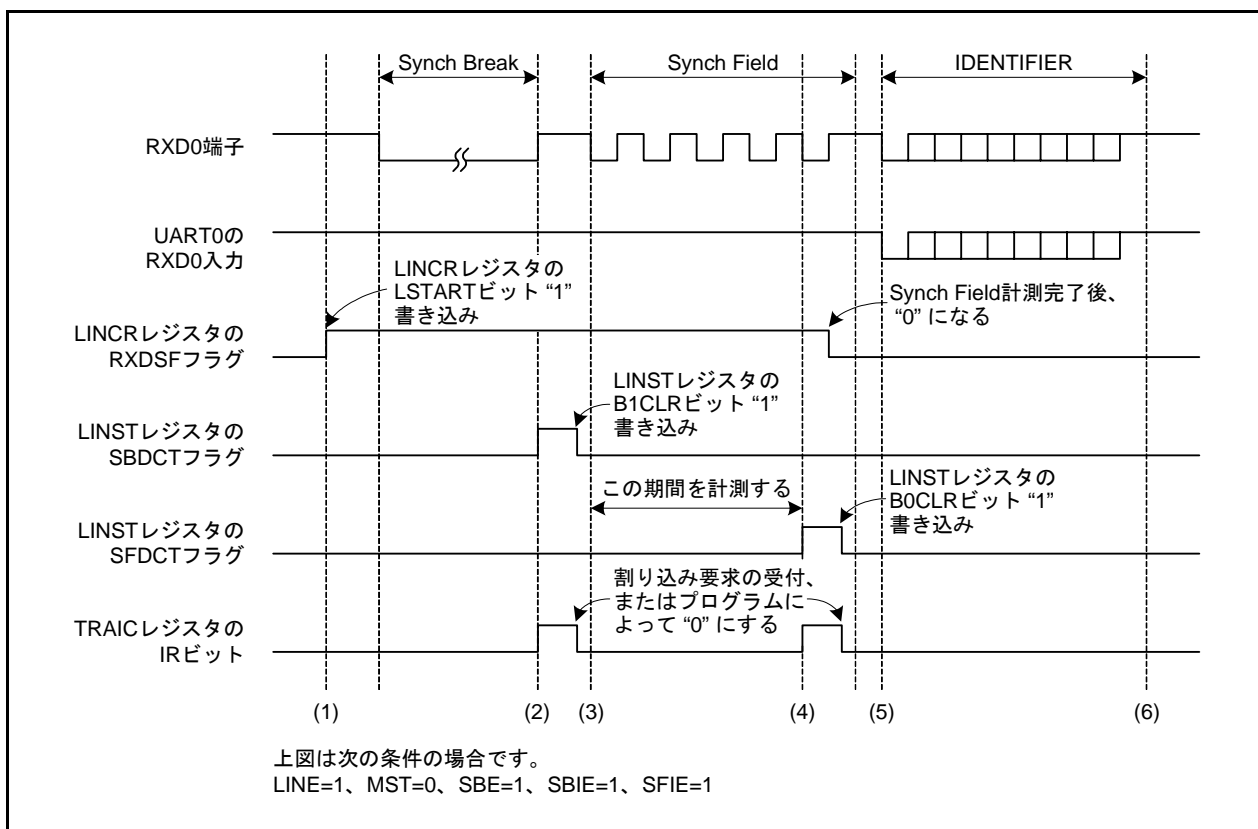 Synch Break
Synch Field
IDENTIFIER
RXD0端子
UART0の
RXD0入力
LINCRレジスタの
LSTARTビット “1”
書き込み
Synch Field計測完了後、
“0” になる
LINCRレジスタの
RXDSFフラグ
LINSTレジスタの
B1CLRビット “1”
書き込み
LINSTレジスタの
SBDCTフラグ
この期間を計測する
LINSTレジスタの
B0CLRビット “1”
書き込み
LINSTレジスタの
SFDCTフラグ
割り込み要求の受付、
またはプログラムに
よって “0” にする
TRAICレジスタの
IRビット
(1)
(2)
(3)
(4)
(5)
(6)
上図は次の条件の場合です。
LINE=1、MST=0、SBE=1、SBIE=1、SFIE=1